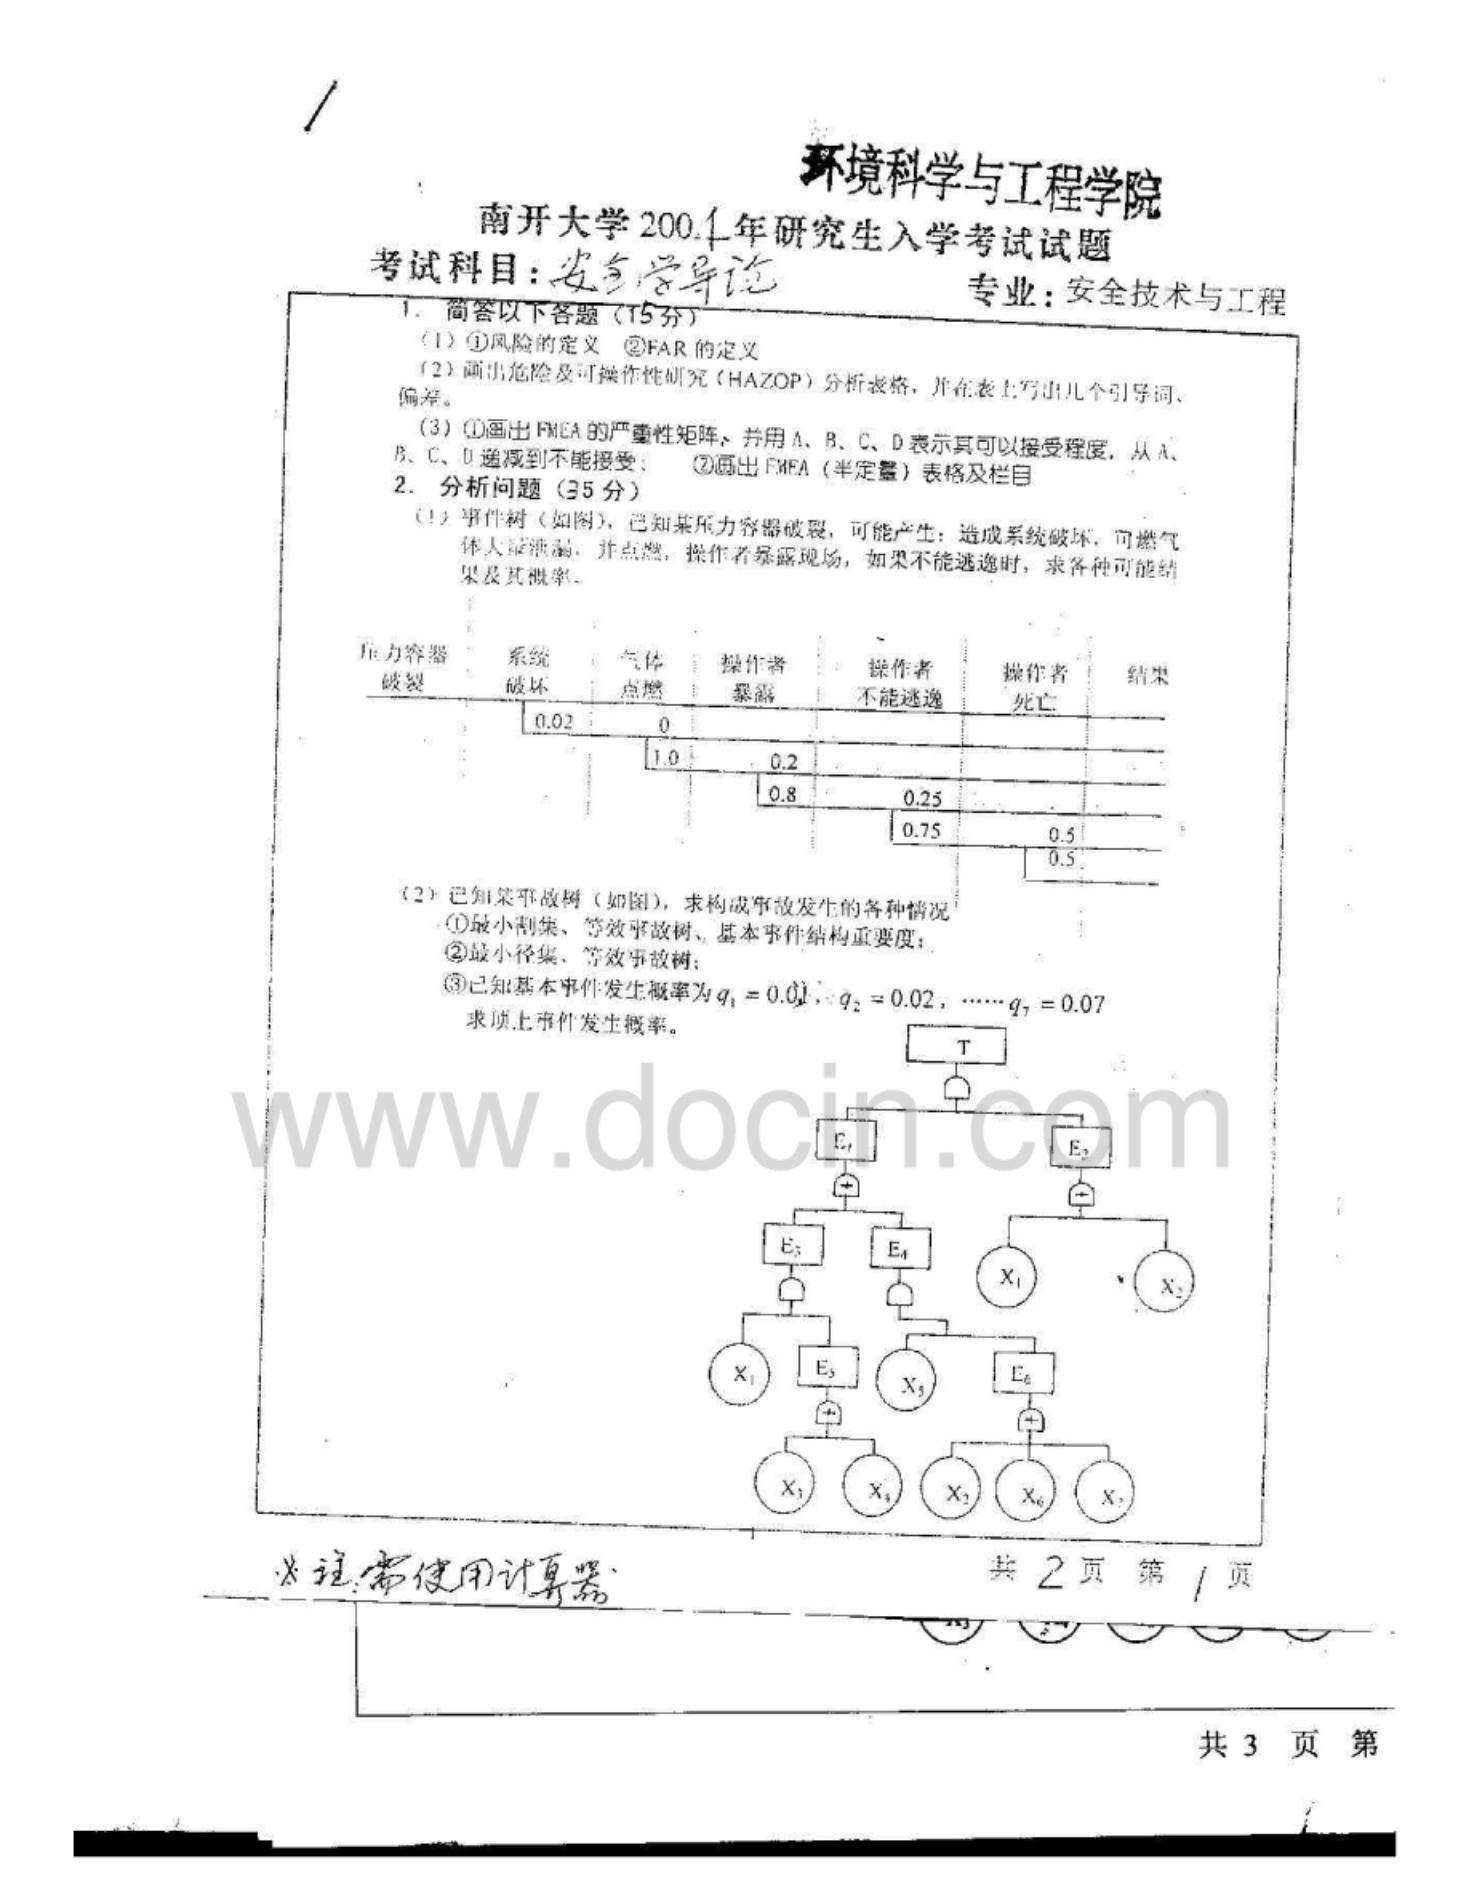 环境科学与工程学院
南开大学2001年研究生入学考试试题
考试科目:安全学导论
专业:安全技术与工程
1. 简答以下各题(15分)
(1)①风险的定义 ②FAR的定义
(2)画出危险及可操作性研究(HAZOP)分析表格,并在表上写出几个引导词、
偏差。
(3)①画出FMEA的严重性矩阵、并用A、B、C、D表示其可以接受程度,从A、
B、C、D递减到不能接受; ②画出FMEA(半定量)表格及栏目
2. 分析问题(35分)
(1)事件树(如图),已知某压力容器破裂,可能产生:造成系统破坏,可燃气
体大量泄漏,并点燃,操作者暴露现场,如果不能逃逸时,求各种可能结
果及其概率.
压力容器 系统 气体 操作者 操作者 操作者 结果
破裂 破坏 点燃 暴露 不能逃逸 死亡
0.02 0
1.0 0.2
0.8 0.25
0.75 0.5
0.5
(2)已知某事故树(如图),求构成事故发生的各种情况
①最小割集、等效事故树、基本事件结构重要度;
②最小径集、等效事故树;
③已知基本事件发生概率为q₁=0.01, q₂=0.02, ……q₇=0.07
求顶上事件发生概率。
T
www.docin.com
E₁ E₂
+ +
E₃ E₄ X₁ X₂
X₁ E₅ X₅ E₆
+ +
X₃ X₄ X₂ X₆ X₇
※注:需使用计算器
共2页 第1页
共 3 页 第